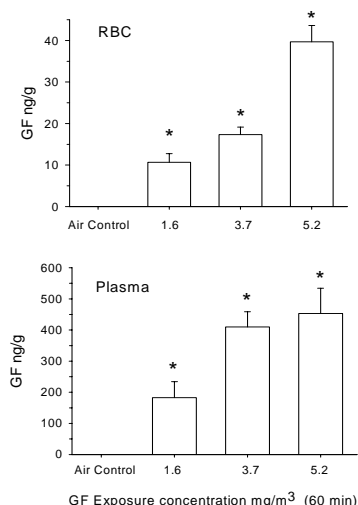 RBC
*
*
*
40
30
20
10
0
GF ng/g
Air Control 1.6 3.7 5.2
Plasma
*
*
*
600
500
400
300
200
100
0
GF ng/g
Air Control 1.6 3.7 5.2
GF Exposure concentration mg/m3 (60 min)